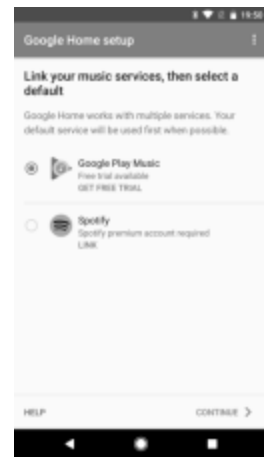 19:50
Google Home setup
Link your music services, then select a
default
Google Home works with multiple services. Your
default service will be used first when possible.
Google Play Music
Free trial available
GET FREE TRIAL
Spotify
Spotify premium account required
LINK
HELP
CONTINUE